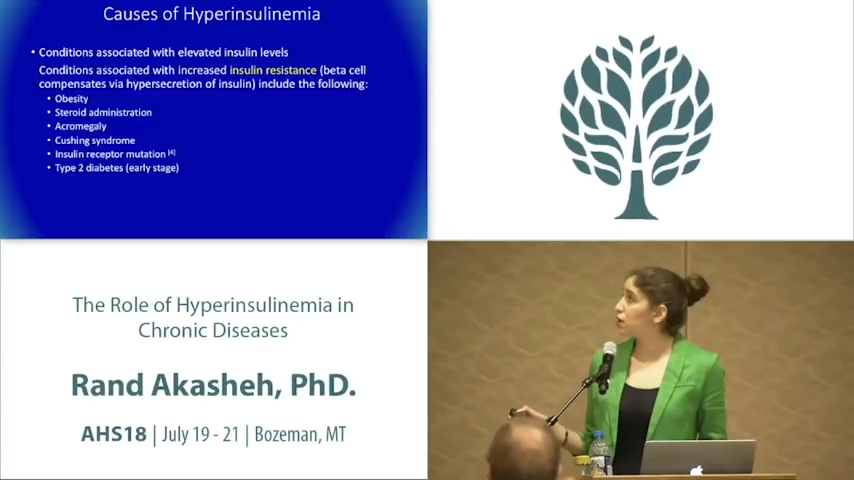 Causes of Hyperinsulinemia
• Conditions associated with elevated insulin levels
Conditions associated with increased insulin resistance (beta cell
compensates via hypersecretion of insulin) include the following:
• Obesity
• Steroid administration
• Acromegaly
• Cushing syndrome
• Insulin receptor mutation [4]
• Type 2 diabetes (early stage)
The Role of Hyperinsulinemia in
Chronic Diseases
Rand Akasheh, PhD.
AHS18 | July 19 - 21 | Bozeman, MT